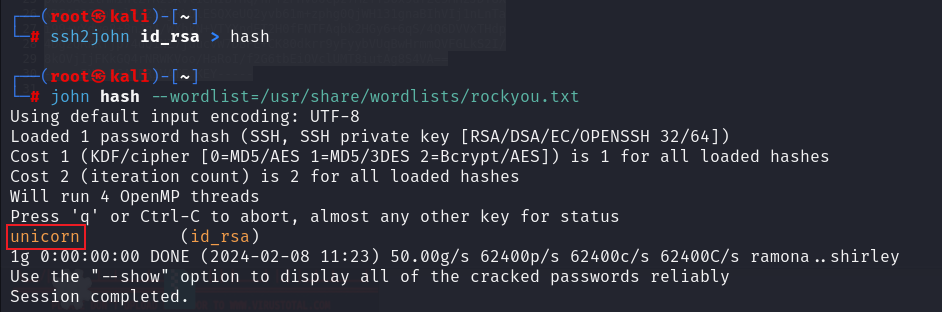 ┌──(root㉿kali)-[~]
└─# ssh2john id_rsa > hash
┌──(root㉿kali)-[~]
└─# john hash --wordlist=/usr/share/wordlists/rockyou.txt
Using default input encoding: UTF-8
Loaded 1 password hash (SSH, SSH private key [RSA/DSA/EC/OPENSSH 32/64])
Cost 1 (KDF/cipher [0=MD5/AES 1=MD5/3DES 2=Bcrypt/AES]) is 1 for all loaded hashes
Cost 2 (iteration count) is 2 for all loaded hashes
Will run 4 OpenMP threads
Press 'q' or Ctrl-C to abort, almost any other key for status
unicorn          (id_rsa)
1g 0:00:00:00 DONE (2024-02-08 11:23) 50.00g/s 62400p/s 62400c/s 62400C/s ramona..shirley
Use the "--show" option to display all of the cracked passwords reliably
Session completed.